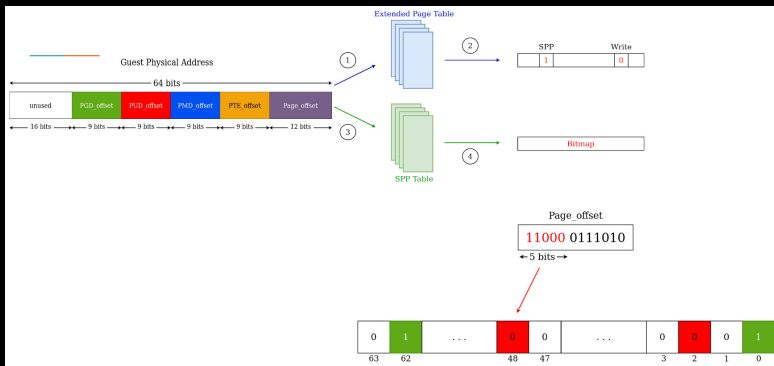 Extended Page Table
Guest Physical Address
1
2
SPP Write
1 0
64 bits
unused PGD_offset PUD_offset PMD_offset PTE_offset Page_offset
16 bits 9 bits 9 bits 9 bits 9 bits 12 bits
3
4
Bitmap
SPP Table
Page_offset
11000 0111010
5 bits
0 1 . . . 0 0 . . . 0 0 0 1
63 62 48 47 3 2 1 0